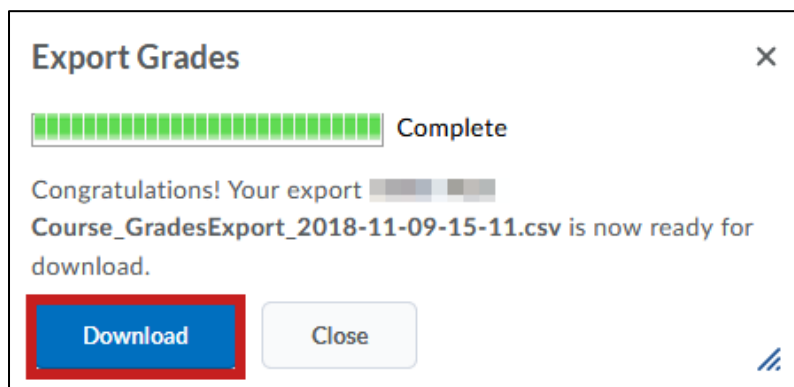 Export Grades
Complete
Congratulations! Your export
Course_GradesExport_2018-11-09-15-11.csv is now ready for
download.
Download
Close